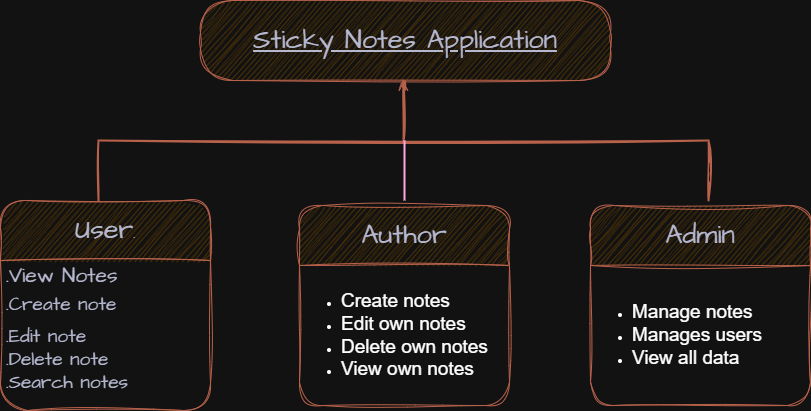 Sticky Notes Application
User
.View Notes
.Create note
.Edit note
.Delete note
.Search notes
Author
• Create notes
• Edit own notes
• Delete own notes
• View own notes
Admin
• Manage notes
• Manages users
• View all data